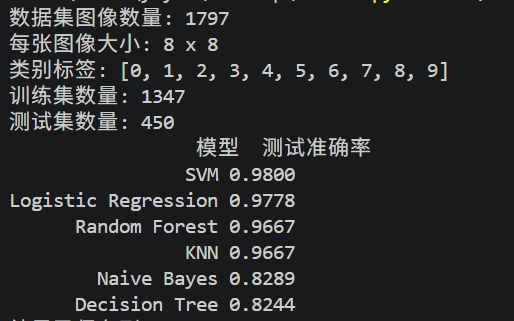 数据集图像数量: 1797
每张图像大小: 8 x 8
类别标签: [0, 1, 2, 3, 4, 5, 6, 7, 8, 9]
训练集数量: 1347
测试集数量: 450
模型 测试准确率
SVM 0.9800
Logistic Regression 0.9778
Random Forest 0.9667
KNN 0.9667
Naive Bayes 0.8289
Decision Tree 0.8244